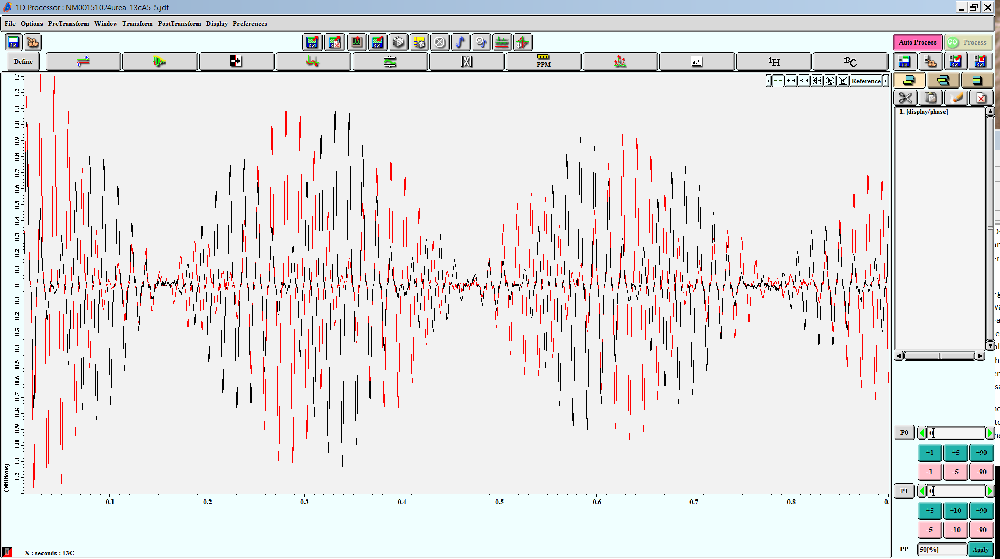 1D Processor : NM00151024urea_13cA5-5.jdf
File Options PreTransform Window Transform PostTransform Display Preferences
Auto Process GO Process
Define PPM 1H 13C
Reference
1. [display/phase]
1.2
1.1
1.0
0.9
0.8
0.7
0.6
0.5
0.4
0.3
0.2
0.1
0
-0.1
-0.2
-0.3
-0.4
-0.5
-0.6
-0.7
-0.8
-0.9
-1.0
-1.1
-1.2
(Millions)
0.1 0.2 0.3 0.4 0.5 0.6 0.7 0.8 0.
P0 0
+1 +5 +90
-1 -5 -90
P1 0
+5 +10 +90
-5 -10 -90
PP 50[%] Apply
1 X : seconds : 13C